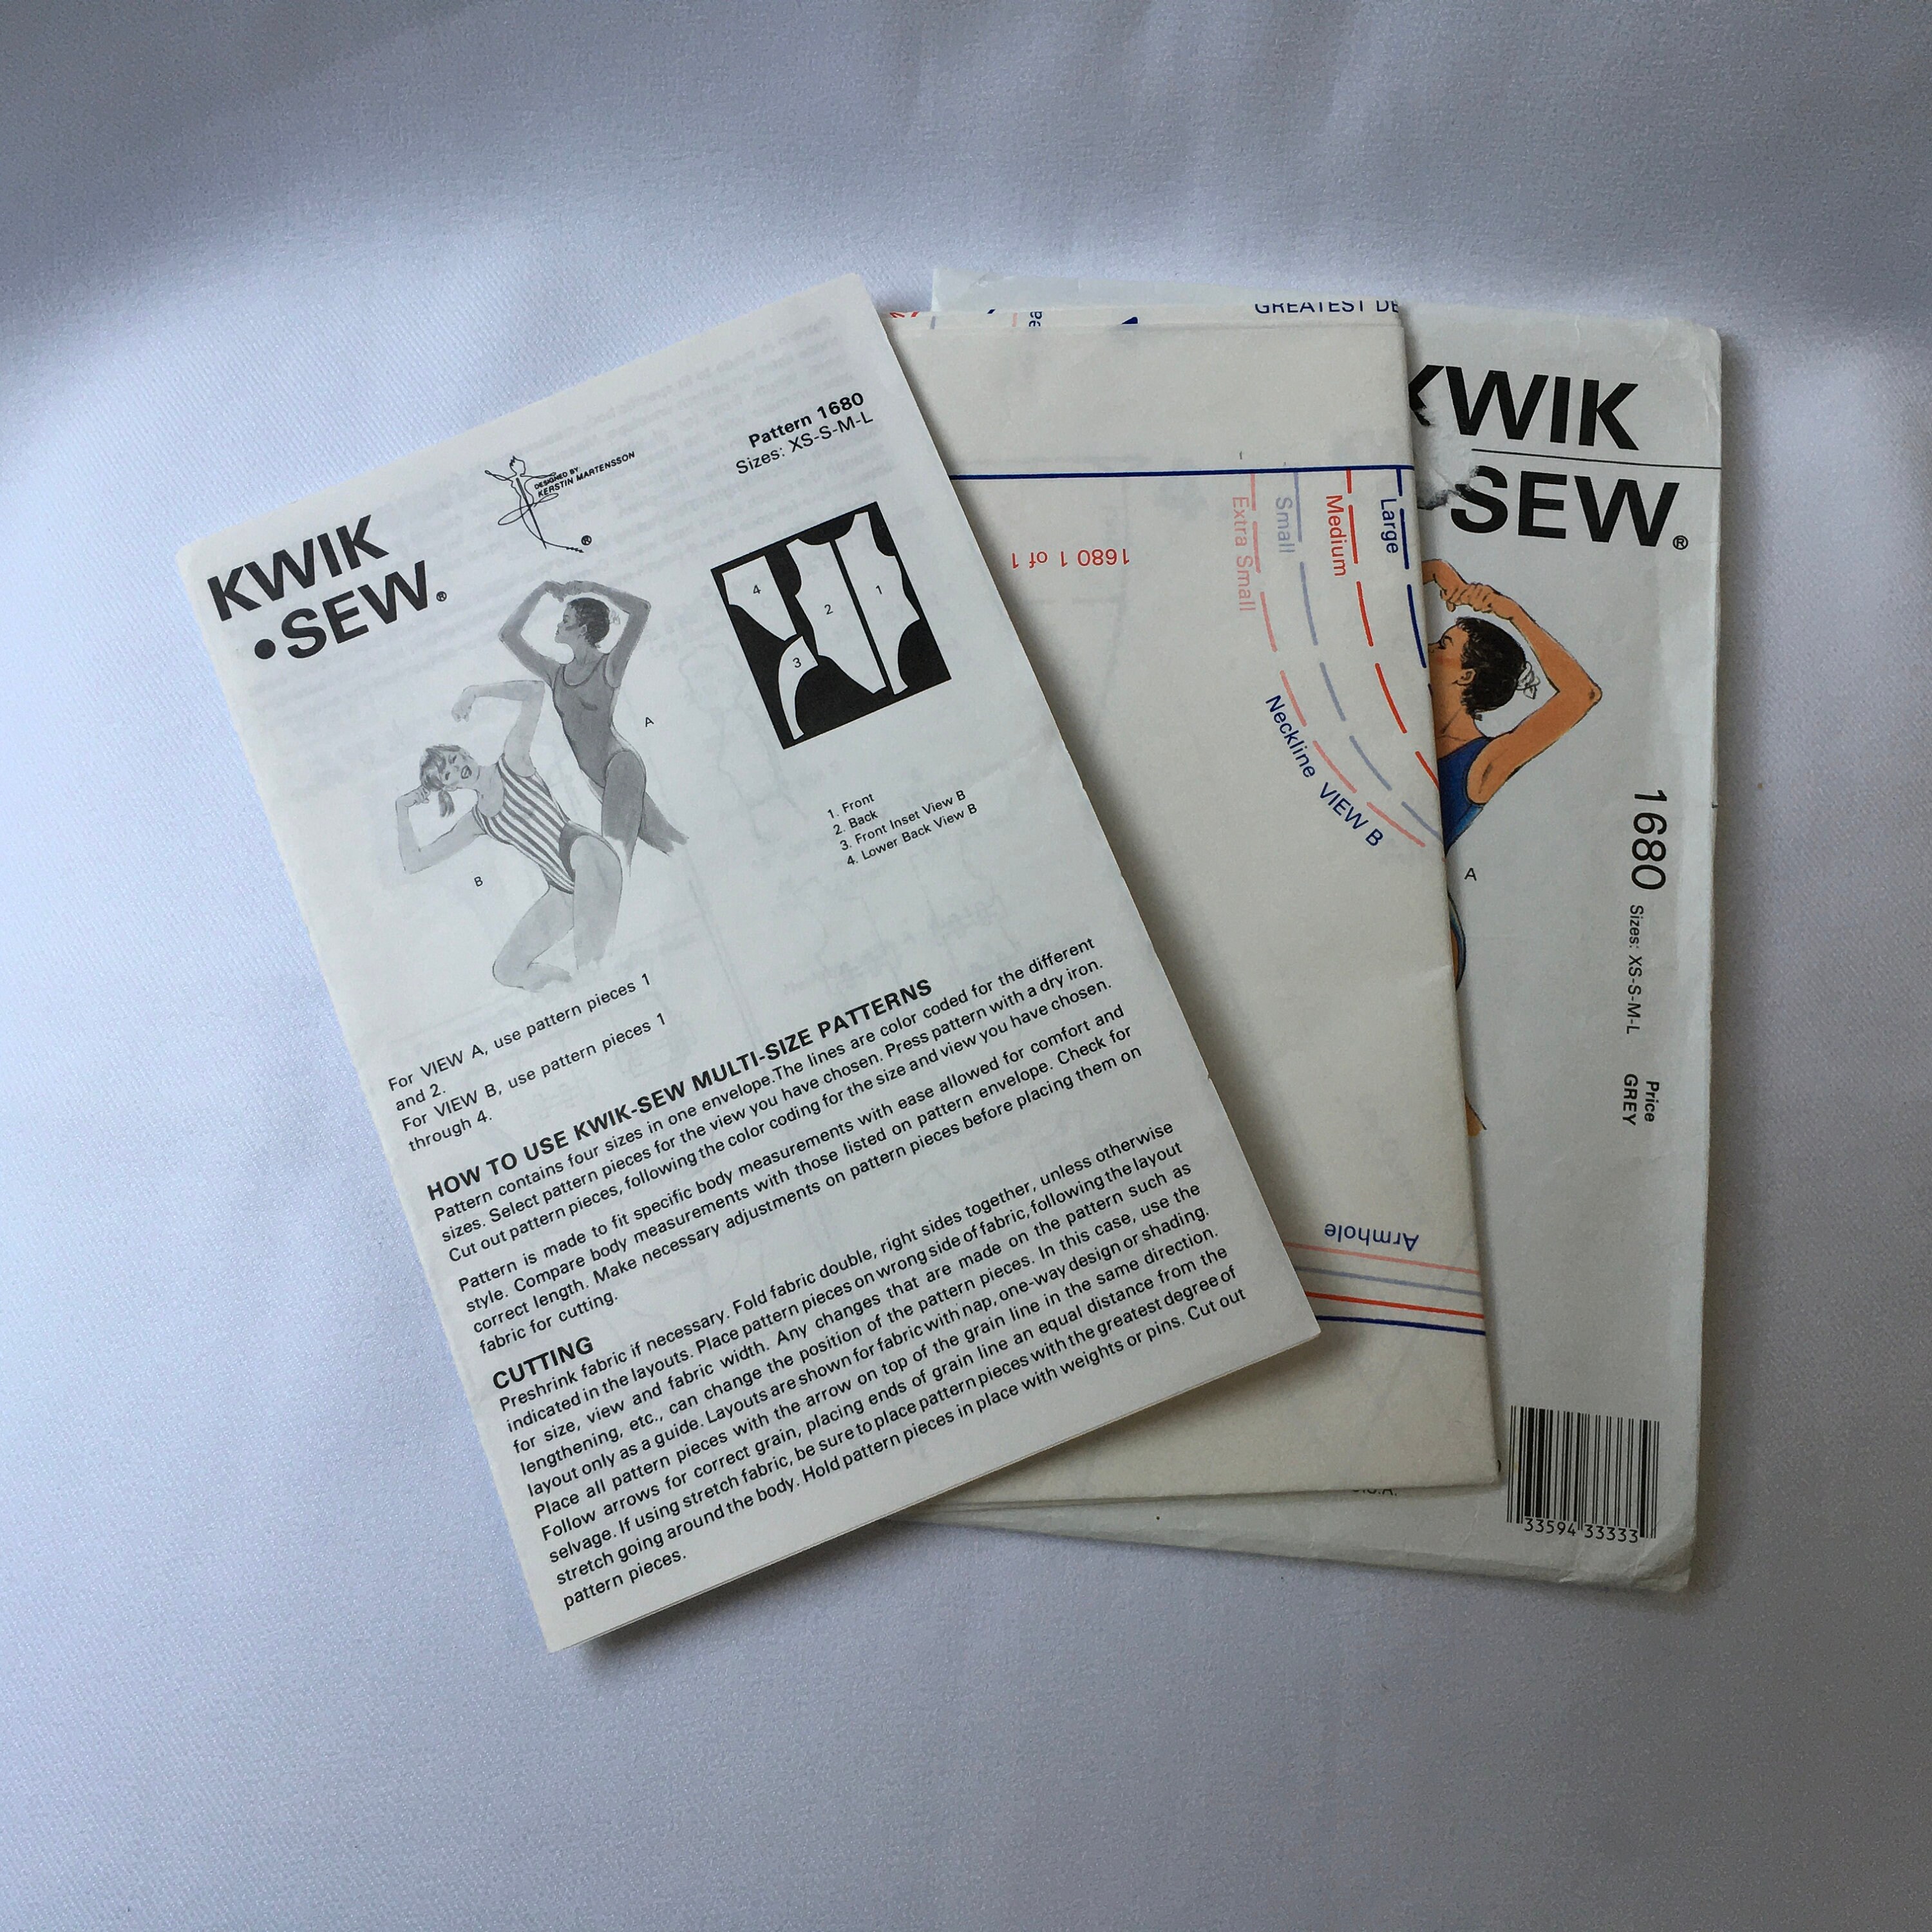 KWIK
•SEW®
DESIGNED BY
KERSTIN MARTENSSON
®
Pattern 1680
Sizes: XS-S-M-L
A
B
4
2
1
3
1. Front
2. Back
3. Front Inset View B
4. Lower Back View B
For VIEW A, use pattern pieces 1
and 2.
For VIEW B, use pattern pieces 1
through 4.
HOW TO USE KWIK-SEW MULTI-SIZE PATTERNS
Pattern contains four sizes in one envelope. The lines are color coded for the different
sizes. Select pattern pieces for the view you have chosen. Press pattern with a dry iron.
Cut out pattern pieces, following the color coding for the size and view you have chosen.
Pattern is made to fit specific body measurements with ease allowed for comfort and
style. Compare body measurements with those listed on pattern envelope. Check for
correct length. Make necessary adjustments on pattern pieces before placing them on
fabric for cutting.
CUTTING
Preshrink fabric if necessary. Fold fabric double, right sides together, unless otherwise
indicated in the layouts. Place pattern pieces on wrong side of fabric, following the layout
for size, view and fabric width. Any changes that are made on the pattern such as
lengthening, etc., can change the position of the pattern pieces. In this case, use the
layout only as a guide. Layouts are shown for fabric with nap, one-way design or shading.
Place all pattern pieces with the arrow on top of the grain line in the same direction.
Follow arrows for correct grain, placing ends of grain line an equal distance from the
selvage. If using stretch fabric, be sure to place pattern pieces with the greatest degree of
stretch going around the body. Hold pattern pieces in place with weights or pins. Cut out
pattern pieces.
GREATEST DE
1680 1 of 1
Extra Small
Small
Medium
Large
Neckline VIEW B
Armhole
KWIK
SEW®
A
1680
Sizes: XS-S-M-L
Price
GREY
U.S.A.
33594 33333